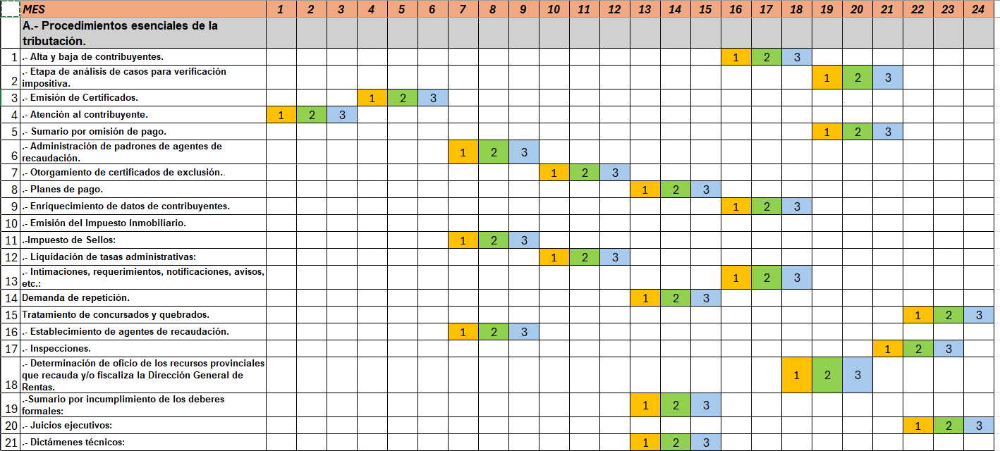 MES 1 2 3 4 5 6 7 8 9 10 11 12 13 14 15 16 17 18 19 20 21 22 23 24
A.- Procedimientos esenciales de la
tributación.
1 .- Alta y baja de contribuyentes. 1 2 3
.- Etapa de análisis de casos para verificación
2 impositiva. 1 2 3
3 .- Emisión de Certificados. 1 2 3
4 .- Atención al contribuyente. 1 2 3
5 .- Sumario por omisión de pago. 1 2 3
.- Administración de padrones de agentes de
6 recaudación. 1 2 3
7 .- Otorgamiento de certificados de exclusión.. 1 2 3
8 .- Planes de pago. 1 2 3
9 .- Enriquecimiento de datos de contribuyentes. 1 2 3
10 .- Emisión del Impuesto Inmobiliario.
11 .-Impuesto de Sellos: 1 2 3
12 .- Liquidación de tasas administrativas: 1 2 3
.- Intimaciones, requerimientos, notificaciones, avisos,
13 etc.: 1 2 3
14 Demanda de repetición. 1 2 3
15 Tratamiento de concursados y quebrados. 1 2 3
16 .- Establecimiento de agentes de recaudación. 1 2 3
17 .- Inspecciones. 1 2 3
.- Determinación de oficio de los recursos provinciales
que recauda y/o fiscaliza la Dirección General de
18 Rentas. 1 2 3
.-Sumario por incumplimiento de los deberes
19 formales: 1 2 3
20 .- Juicios ejecutivos: 1 2 3
21 .- Dictámenes técnicos: 1 2 3